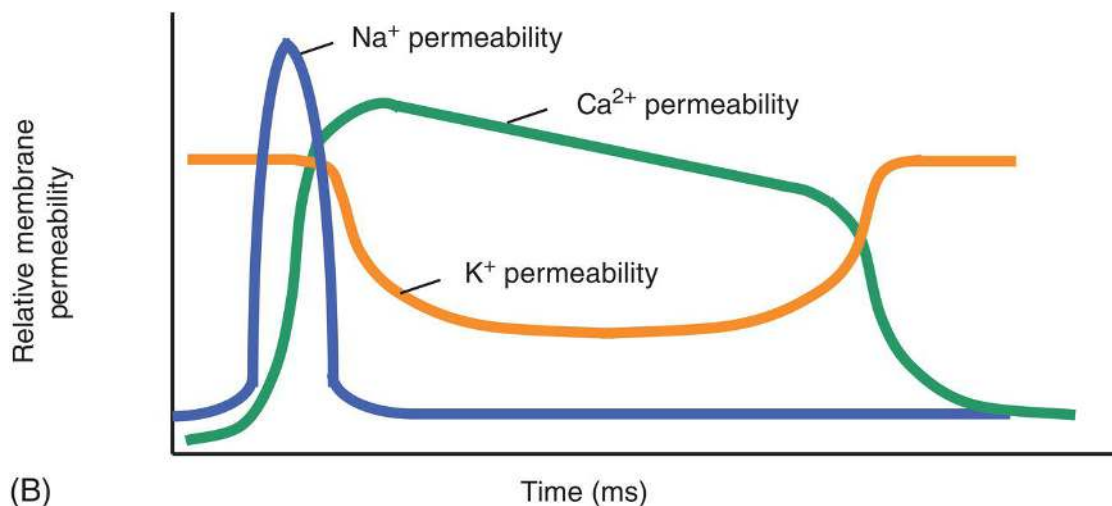 Na⁺ permeability
Ca²⁺ permeability
K⁺ permeability
Relative membrane
permeability
Time (ms)
(B)